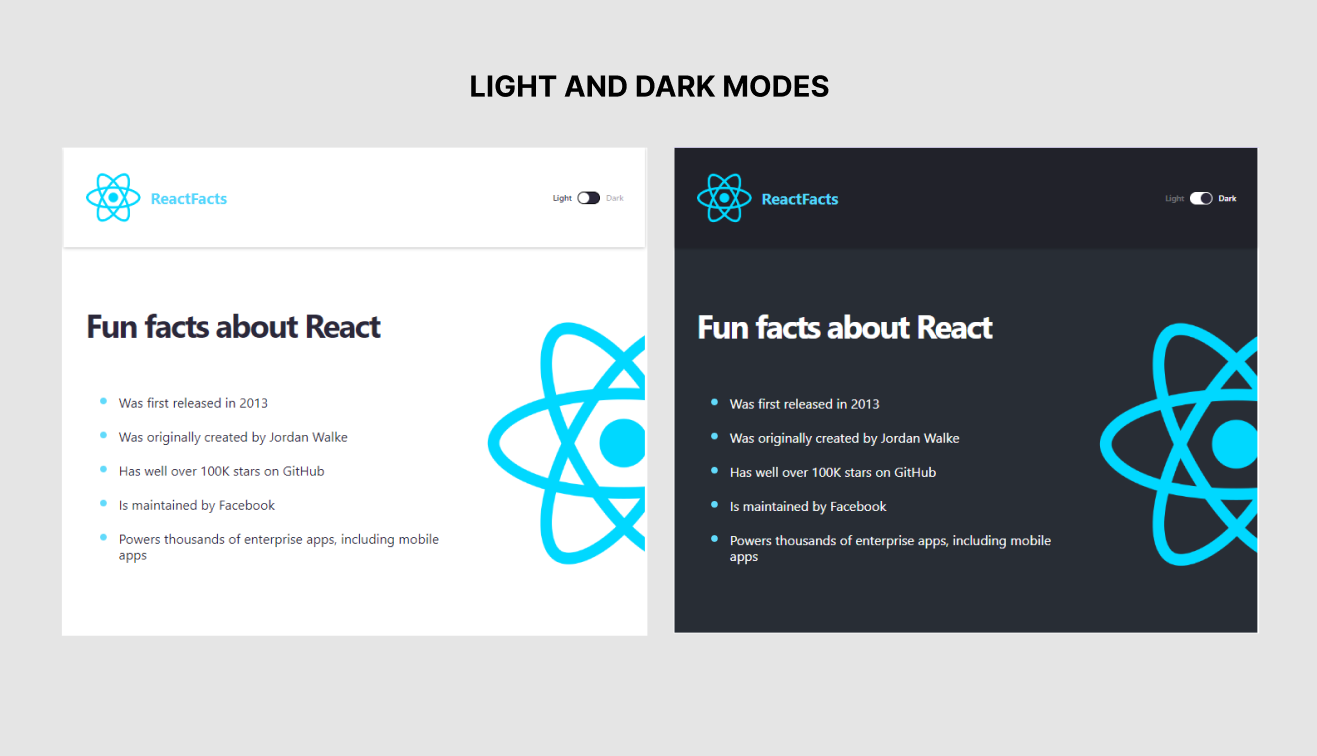 LIGHT AND DARK MODES
ReactFacts
Light Dark
Fun facts about React
Was first released in 2013
Was originally created by Jordan Walke
Has well over 100K stars on GitHub
Is maintained by Facebook
Powers thousands of enterprise apps, including mobile
apps
ReactFacts
Light Dark
Fun facts about React
Was first released in 2013
Was originally created by Jordan Walke
Has well over 100K stars on GitHub
Is maintained by Facebook
Powers thousands of enterprise apps, including mobile
apps